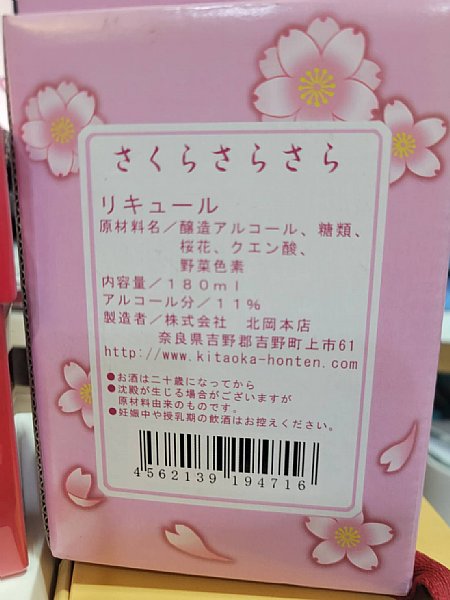 さくらさらさら
リキュール
原材料名／醸造アルコール、糖類、
桜花、クエン酸、
野菜色素
内容量／180ml
アルコール分／11%
製造者／株式会社 北岡本店
奈良県吉野郡吉野町上市61
http://www.kitaoka-honten.com
●お酒は二十歳になってから
●沈殿が生じる場合がございますが
原材料由来のものです。
●妊娠中や授乳期の飲酒はお控えください。
4562139 194716